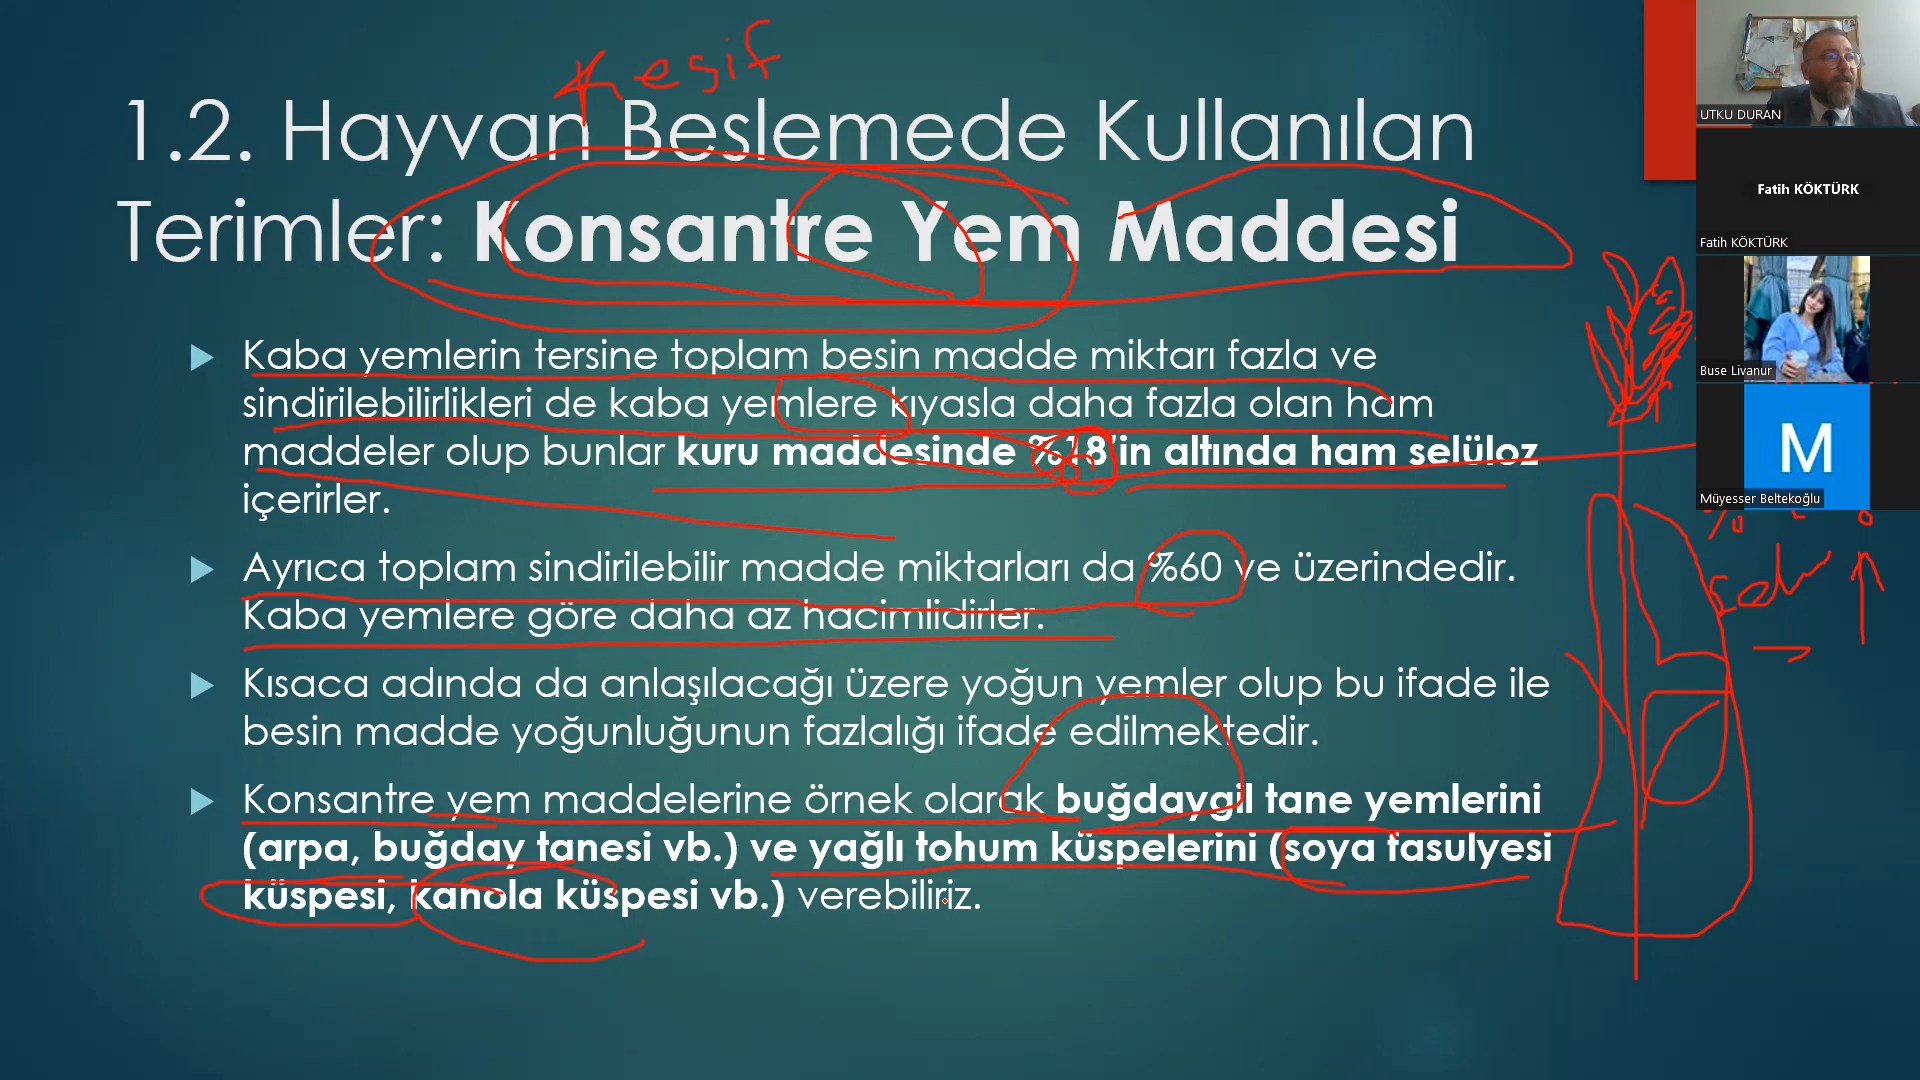 Kesif
1.2. Hayvan Beslemede Kullanılan
Terimler: Konsantre Yem Maddesi
Kaba yemlerin tersine toplam besin madde miktarı fazla ve
sindirilebilirlikleri de kaba yemlere kıyasla daha fazla olan ham
maddeler olup bunlar kuru maddesinde %18'in altında ham selüloz
içerirler.
Ayrıca toplam sindirilebilir madde miktarları da %60 ve üzerindedir.
Kaba yemlere göre daha az hacimlidirler.
Kısaca adında da anlaşılacağı üzere yoğun yemler olup bu ifade ile
besin madde yoğunluğunun fazlalığı ifade edilmektedir.
Konsantre yem maddelerine örnek olarak buğdaygil tane yemlerini
(arpa, buğday tanesi vb.) ve yağlı tohum küspelerini (soya fasulyesi
küspesi, kanola küspesi vb.) verebiliriz.
UTKU DURAN
Fatih KÖKTÜRK
Fatih KÖKTÜRK
Buse Livanur
M
Müyesser Beltekoğlu